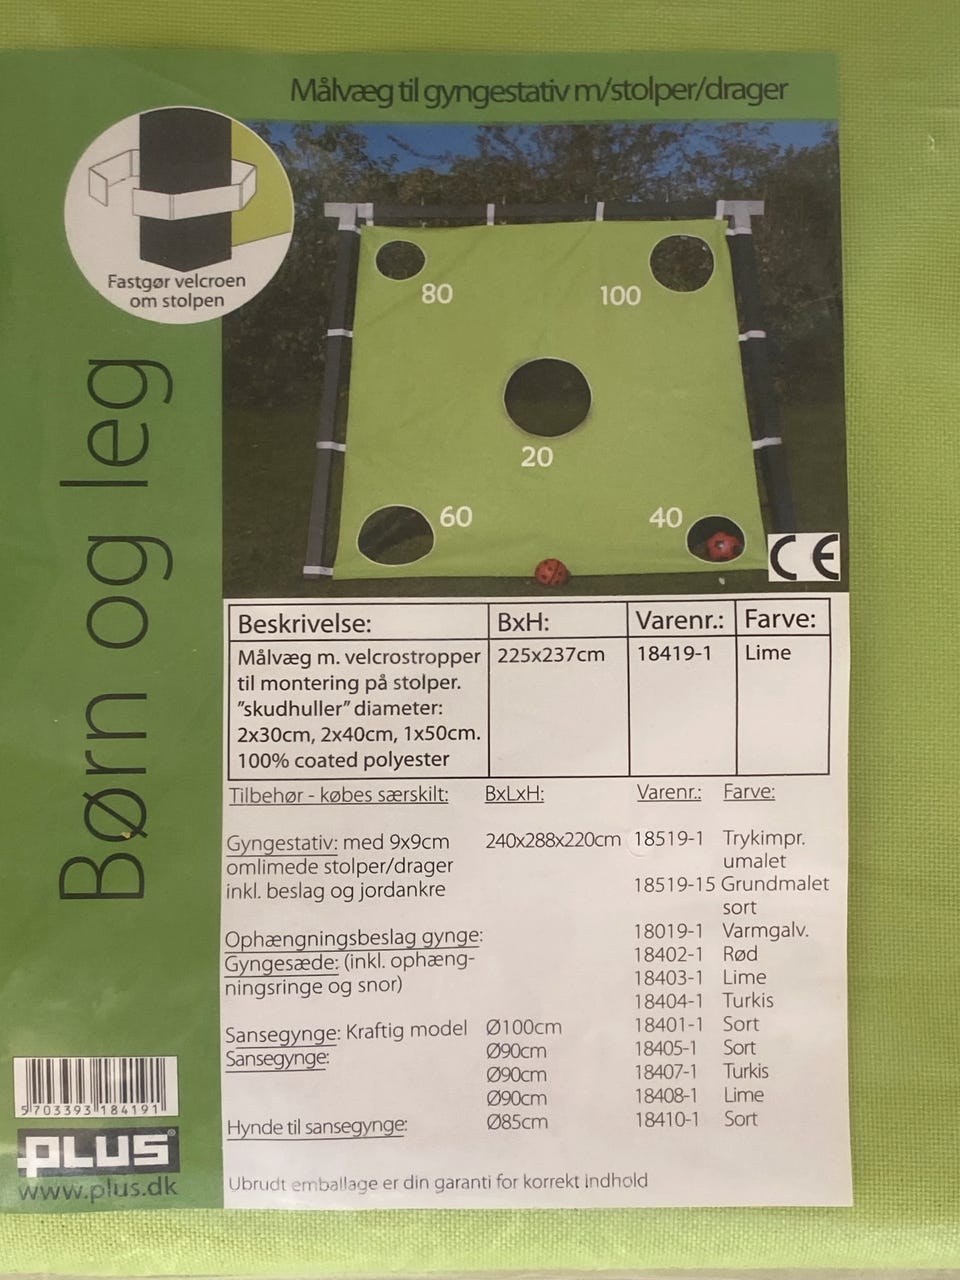 Målvæg til gyngestativ m/stolper/drager
Fastgør velcroen
om stolpen
80
100
20
60
40
CE
Børn og leg
Beskrivelse: BxH: Varenr.: Farve:
Målvæg m. velcrostropper 225x237cm 18419-1 Lime
til montering på stolper.
"skudhuller" diameter:
2x30cm, 2x40cm, 1x50cm.
100% coated polyester
Tilbehør - købes særskilt: BxLxH: Varenr.: Farve:
Gyngestativ: med 9x9cm 240x288x220cm 18519-1 Trykimpr.
omlimede stolper/drager umalet
inkl. beslag og jordankre 18519-15 Grundmalet
sort
Ophængningsbeslag gynge: 18019-1 Varmgalv.
Gyngesæde: (inkl. ophæng- 18402-1 Rød
ningsringe og snor) 18403-1 Lime
18404-1 Turkis
Sansegynge: Kraftig model Ø100cm 18401-1 Sort
Sansegynge: Ø90cm 18405-1 Sort
Ø90cm 18407-1 Turkis
Ø90cm 18408-1 Lime
Hynde til sansegynge: Ø85cm 18410-1 Sort
Ubrudt emballage er din garanti for korrekt indhold
5 703393 184191
PLUS®
www.plus.dk